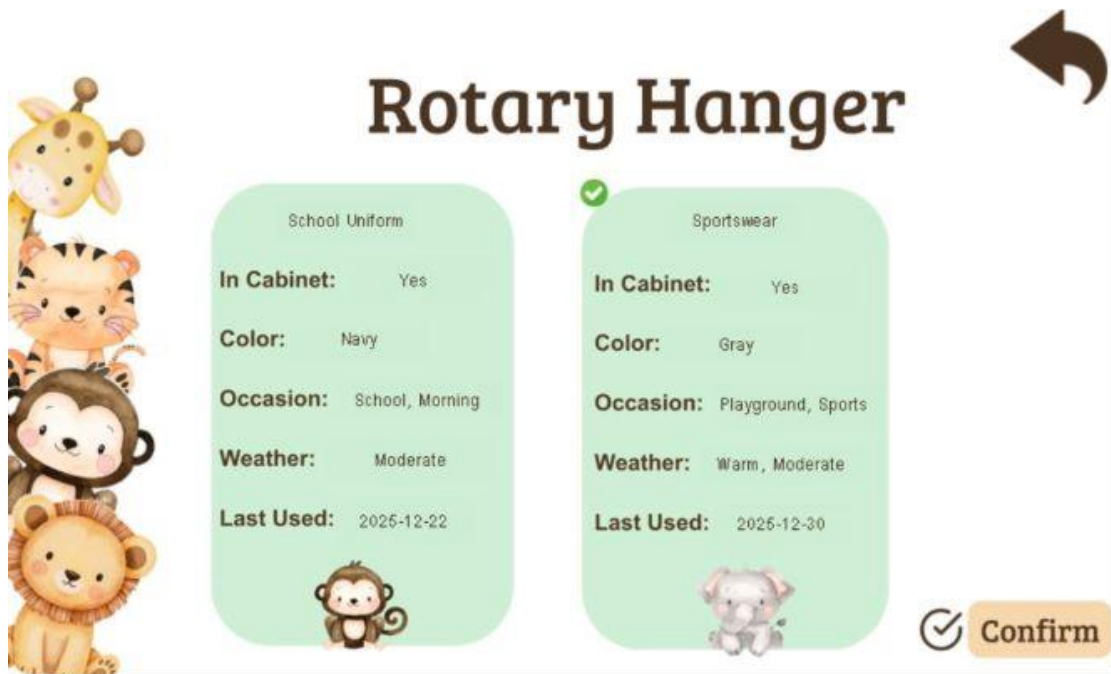 Rotary Hanger
School Uniform
In Cabinet: Yes
Color: Navy
Occasion: School, Morning
Weather: Moderate
Last Used: 2025-12-22
Sportswear
In Cabinet: Yes
Color: Gray
Occasion: Playground, Sports
Weather: Warm, Moderate
Last Used: 2025-12-30
Confirm